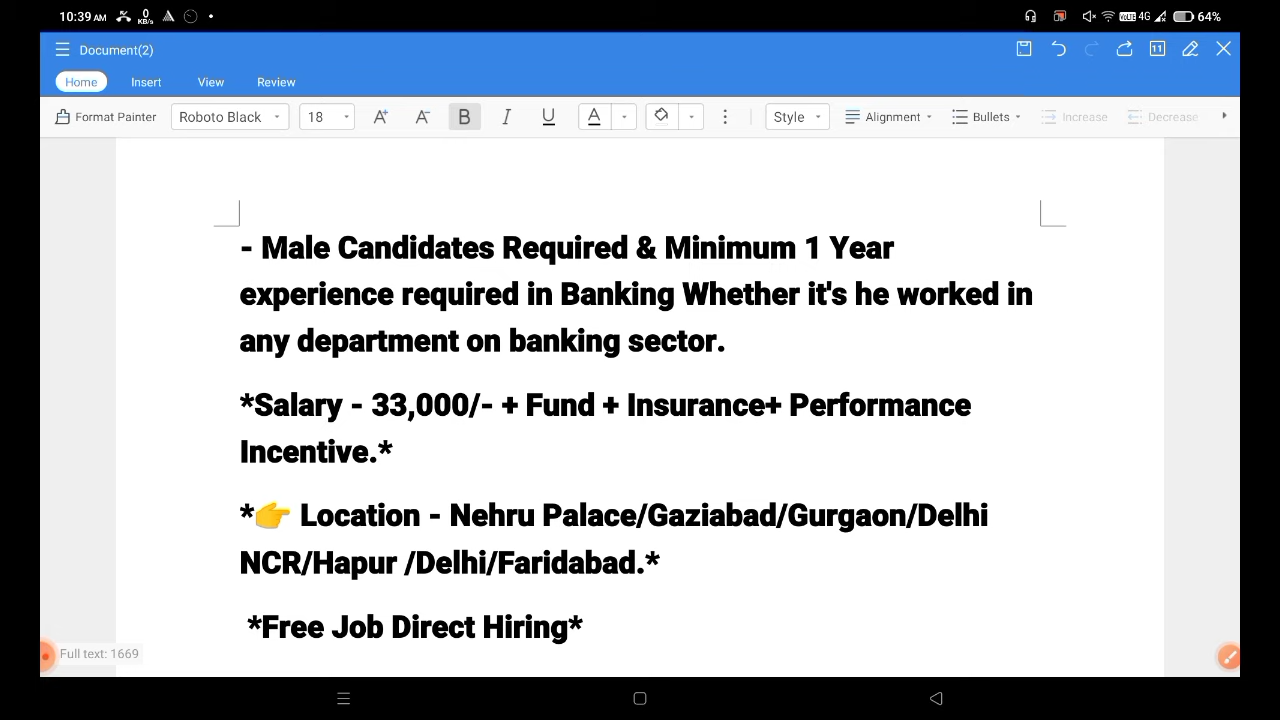 10:39 AM 0 KB/s VoLTE 4G 64%
Document(2) 11
Home Insert View Review
Format Painter Roboto Black 18 A+ A- B I U A Style Alignment Bullets Increase Decrease
- Male Candidates Required & Minimum 1 Year
experience required in Banking Whether it's he worked in
any department on banking sector.
*Salary - 33,000/- + Fund + Insurance+ Performance
Incentive.*
*👉 Location - Nehru Palace/Gaziabad/Gurgaon/Delhi
NCR/Hapur /Delhi/Faridabad.*
*Free Job Direct Hiring*
Full text: 1669